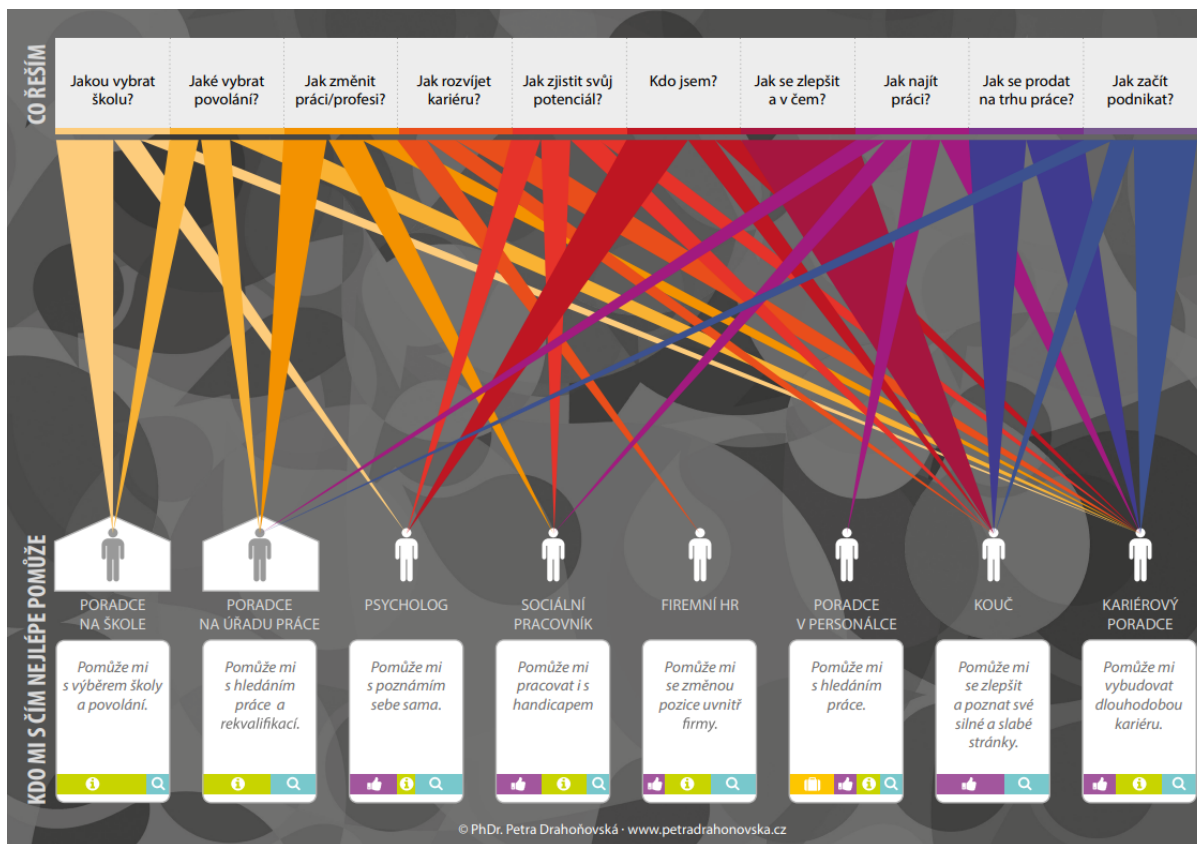 CO ŘEŠÍM
Jakou vybrat
školu?
Jaké vybrat
povolání?
Jak změnit
práci/profesi?
Jak rozvíjet
kariéru?
Jak zjistit svůj
potenciál?
Kdo jsem?
Jak se zlepšit
a v čem?
Jak najít
práci?
Jak se prodat
na trhu práce?
Jak začít
podnikat?
KDO MI S ČÍM NEJLÉPE POMŮŽE
PORADCE
NA ŠKOLE
PORADCE
NA ÚŘADU PRÁCE
PSYCHOLOG
SOCIÁLNÍ
PRACOVNÍK
FIREMNÍ HR
PORADCE
V PERSONÁLCE
KOUČ
KARIÉROVÝ
PORADCE
Pomůže mi
s výběrem školy
a povolání.
Pomůže mi
s hledáním
práce a
rekvalifikací.
Pomůže mi
s poznámím
sebe sama.
Pomůže mi
pracovat i s
handicapem
Pomůže mi
se změnou
pozice uvnitř
firmy.
Pomůže mi
s hledáním
práce.
Pomůže mi
se zlepšit
a poznat své
silné a slabé
stránky.
Pomůže mi
vybudovat
dlouhodobou
kariéru.
© PhDr. Petra Drahoňovská · www.petradrahonovska.cz